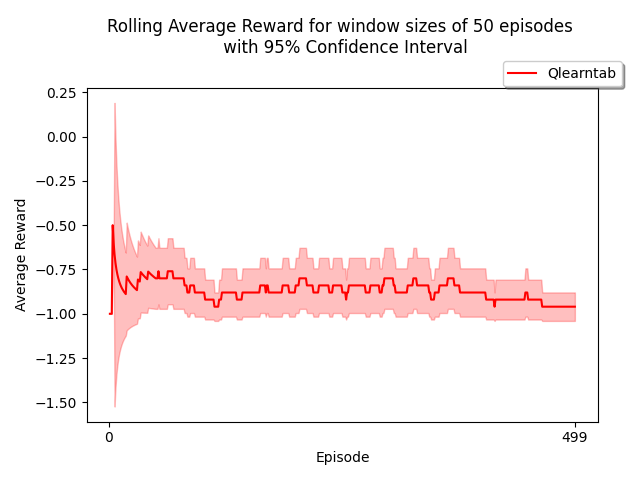 Rolling Average Reward for window sizes of 50 episodes
with 95% Confidence Interval
Qlearntab
0.25
0.00
−0.25
−0.50
−0.75
−1.00
−1.25
−1.50
Average Reward
0
499
Episode